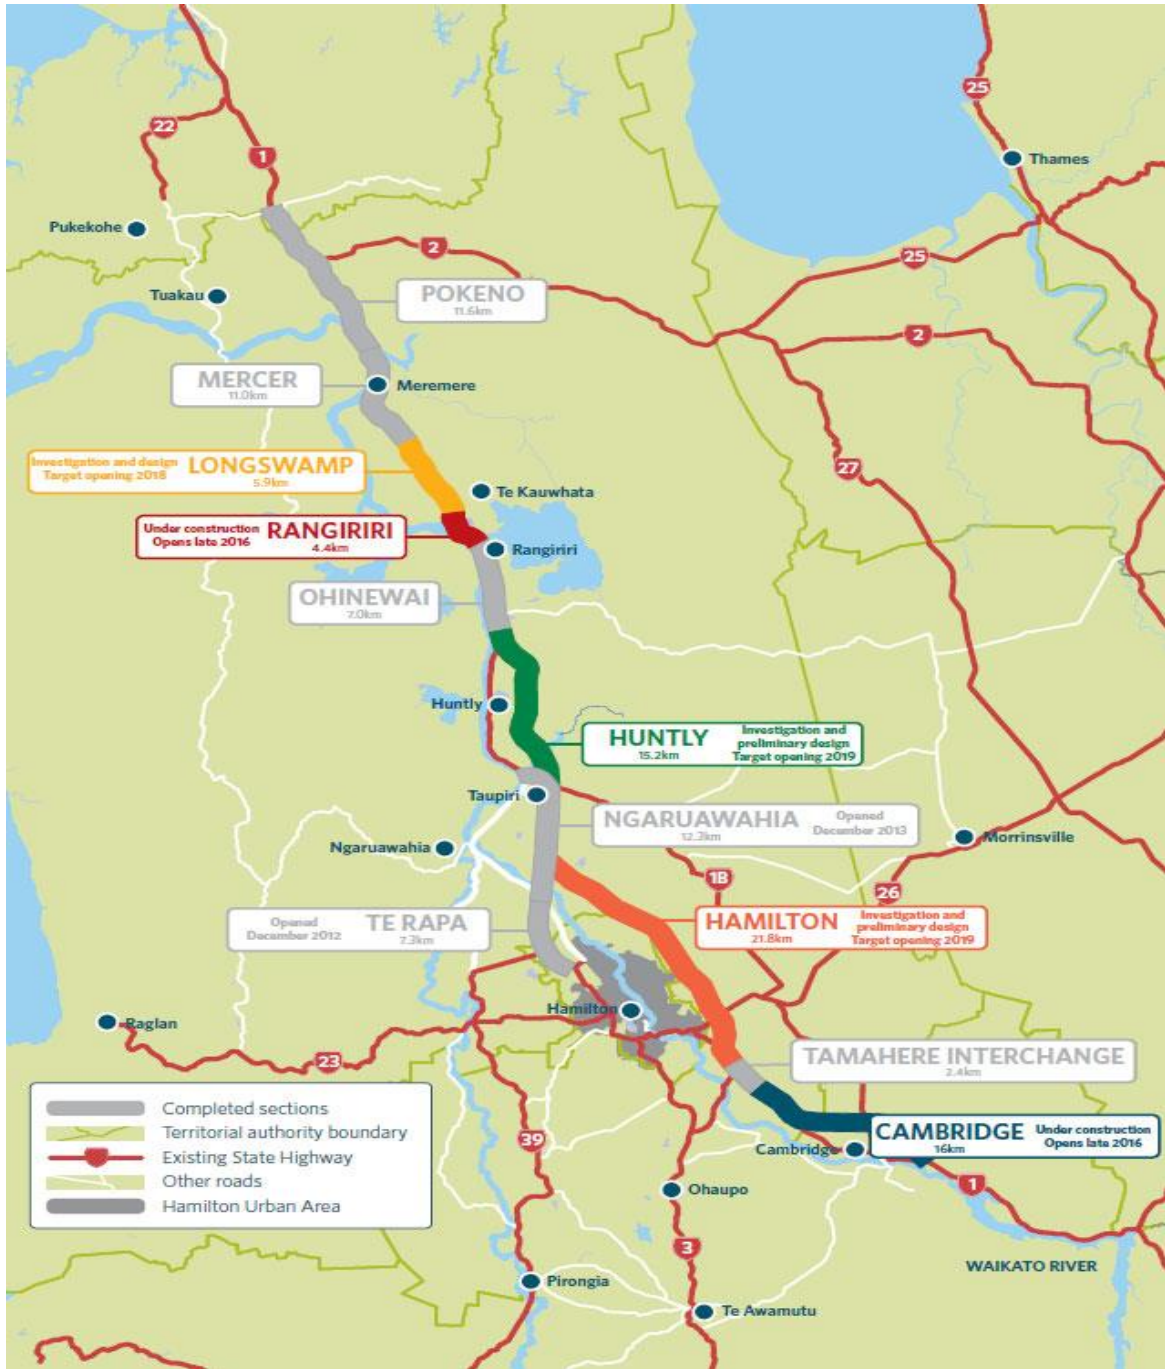 25
22
1
Thames
Pukekohe
2
25
Tuakau
POKENO
11.6km
2
MERCER
11.0km
Meremere
Investigation and design
Target opening 2018
LONGSWAMP
5.9km
27
Te Kauwhata
Under construction
Opens late 2016
RANGIRIRI
4.4km
Rangiriri
OHINEWAI
7.0km
Huntly
HUNTLY
15.2km
Investigation and
preliminary design
Target opening 2019
Taupiri
NGARUAWAHIA
12.3km
Opened
December 2013
Morrinsville
Ngaruawahia
1B
26
Opened
December 2012
TE RAPA
7.3km
HAMILTON
21.8km
Investigation and
preliminary design
Target opening 2019
Hamilton
Raglan
23
TAMAHERE INTERCHANGE
2.4km
Completed sections
Territorial authority boundary
Existing State Highway
Other roads
Hamilton Urban Area
39
CAMBRIDGE
16km
Under construction
Opens late 2016
Cambridge
1
Ohaupo
3
WAIKATO RIVER
Pirongia
Te Awamutu